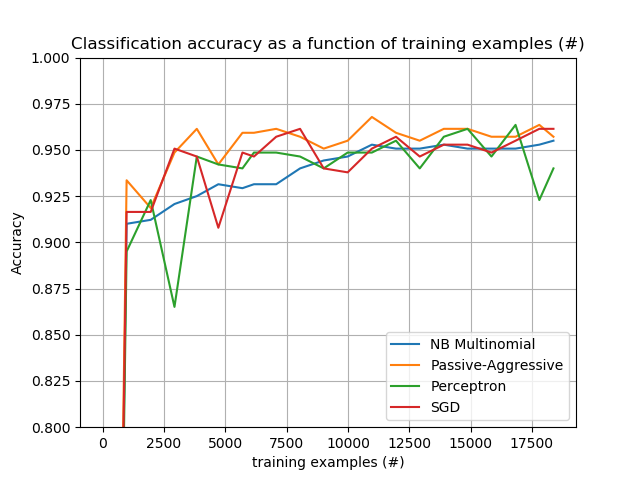 Classification accuracy as a function of training examples (#)
1.000
0.975
0.950
0.925
0.900
0.875
0.850
0.825
0.800
Accuracy
0 2500 5000 7500 10000 12500 15000 17500
training examples (#)
NB Multinomial
Passive-Aggressive
Perceptron
SGD